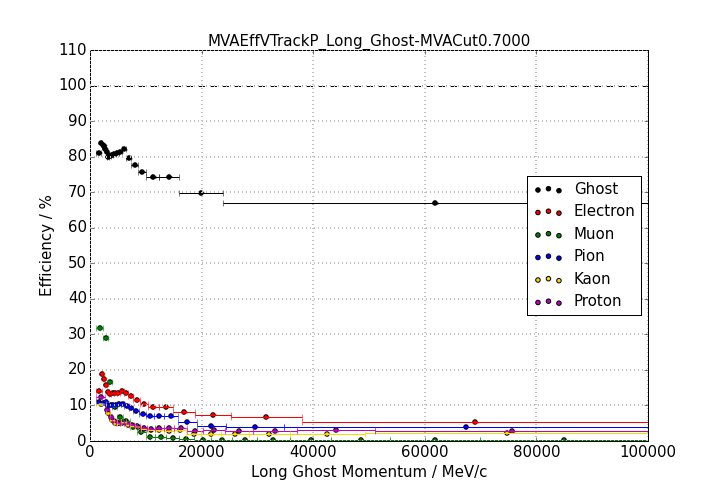 MVAEffVTrackP_Long_Ghost-MVACut0.7000
110
100
90
80
70
60
50
40
30
20
10
0
Efficiency / %
Ghost
Electron
Muon
Pion
Kaon
Proton
0 20000 40000 60000 80000 100000
Long Ghost Momentum / MeV/c